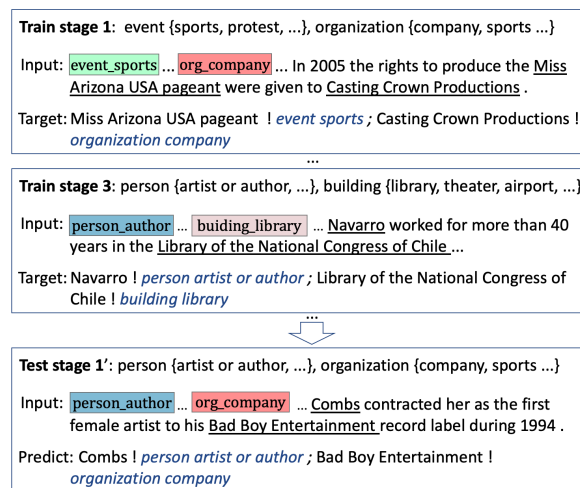 Train stage 1: event {sports, protest, ...}, organization {company, sports ...}
Input: event_sports ... org_company ... In 2005 the rights to produce the Miss
Arizona USA pageant were given to Casting Crown Productions .
Target: Miss Arizona USA pageant ! event sports ; Casting Crown Productions !
organization company
...
Train stage 3: person {artist or author, ...}, building {library, theater, airport, ...
Input: person_author ... buiding_library ... Navarro worked for more than 40
years in the Library of the National Congress of Chile ...
Target: Navarro ! person artist or author ; Library of the National Congress of
Chile ! building library
...
Test stage 1’: person {artist or author, ...}, organization {company, sports ...}
Input: person_author ... org_company ... Combs contracted her as the first
female artist to his Bad Boy Entertainment record label during 1994 .
Predict: Combs ! person artist or author ; Bad Boy Entertainment !
organization company